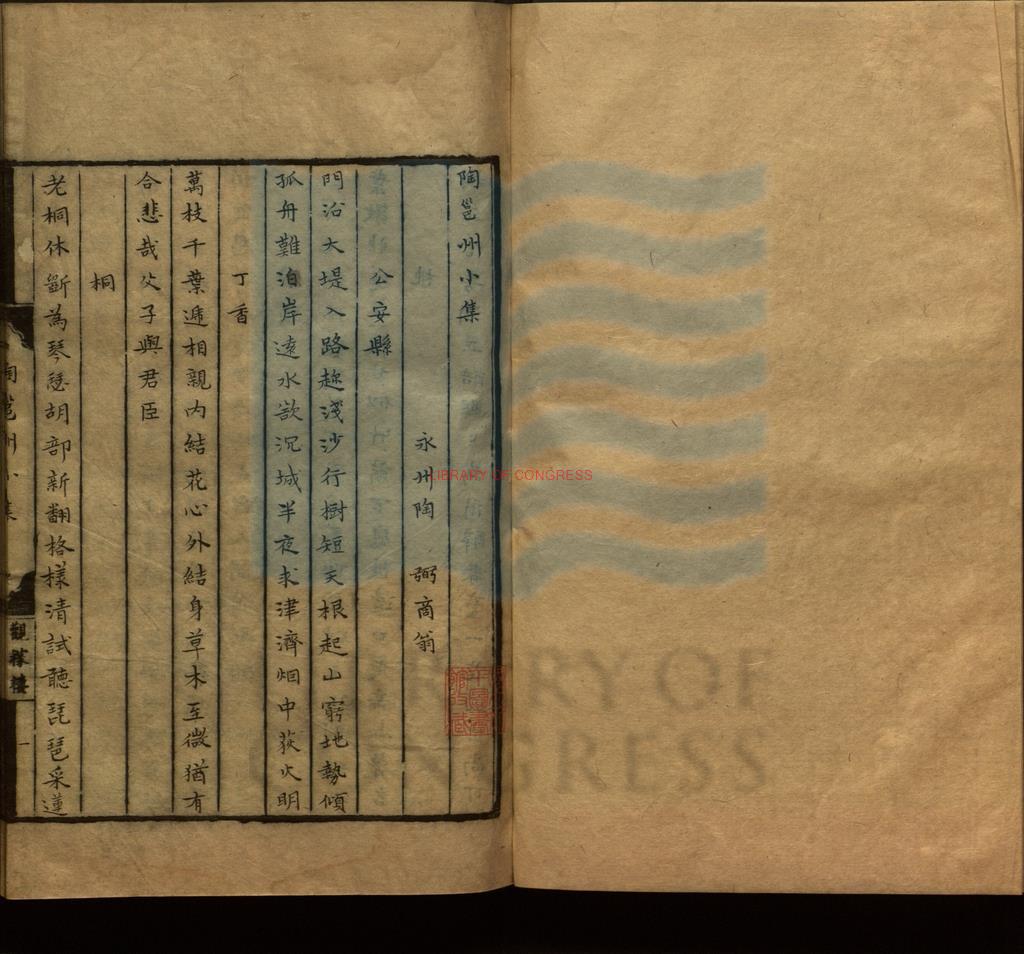 陶邕州小集
永州陶 弼商翁
公安縣
門沿大堤入路趂淺沙行樹短天根起山窮地勢傾
孤舟難泊岸遠水欲沉城半夜求津濟烟中荻火明
丁香
萬枝千葉遞相親内結花心外結身草木至微猶有
合悲哉父子與君臣
桐
老桐休斵為琴瑟胡部新翻格樣清試聽琵琶采蓮
陶邕州小集
觀稼樓
一
LIBRARY OF CONGRESS